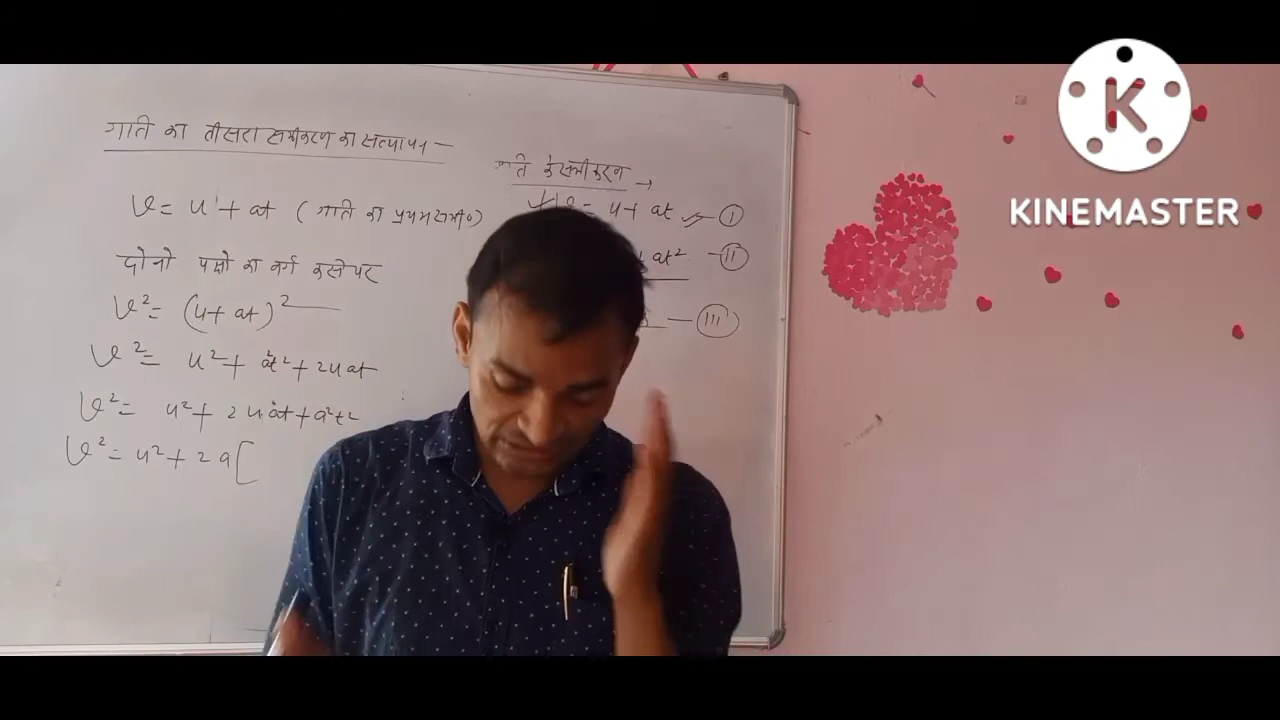 गति का तीसरा समीकरण का सत्यापन —
v = u + at ( गति का प्रथम समी० )
दोनो पक्षो का वर्ग करने पर
v² = (u + at)²
v² = u² + a²t² + 2uat
v² = u² + 2uat + a²t²
v² = u² + 2a[
गति के समीकरण →
= u + at — I
at² — II
— III
K
KINEMASTER